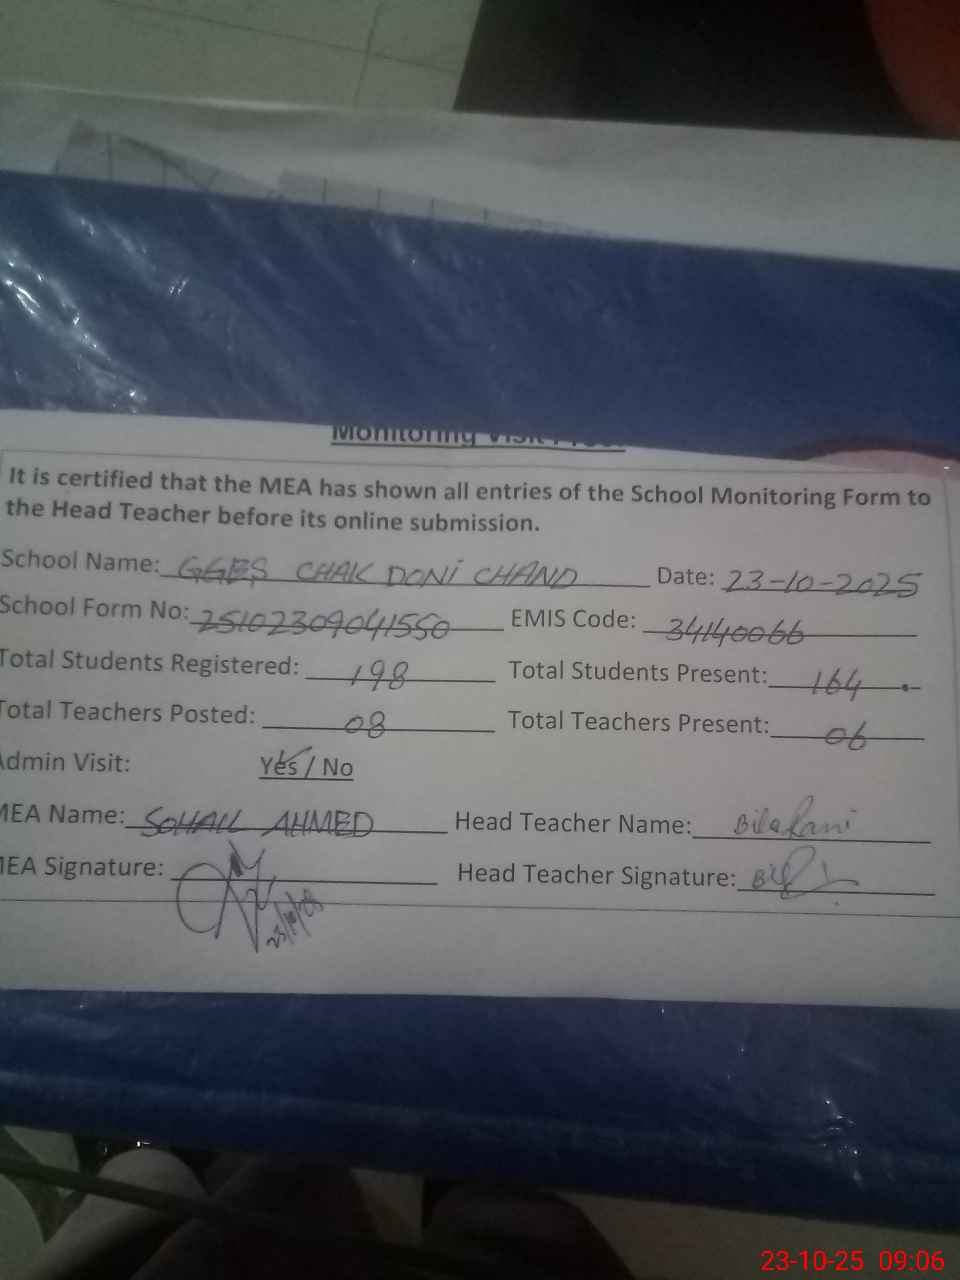 Monitoring Visit
It is certified that the MEA has shown all entries of the School Monitoring Form to
the Head Teacher before its online submission.
School Name: GGES CHAK DONI CHAND Date: 23-10-2025
School Form No: 25102309041550 EMIS Code: 34140066
Total Students Registered: 198 Total Students Present: 164
Total Teachers Posted: 08 Total Teachers Present: 06
Admin Visit: Yes / No
MEA Name: SOHAIL AHMED Head Teacher Name:
MEA Signature: Head Teacher Signature:
23-10-25 09:06